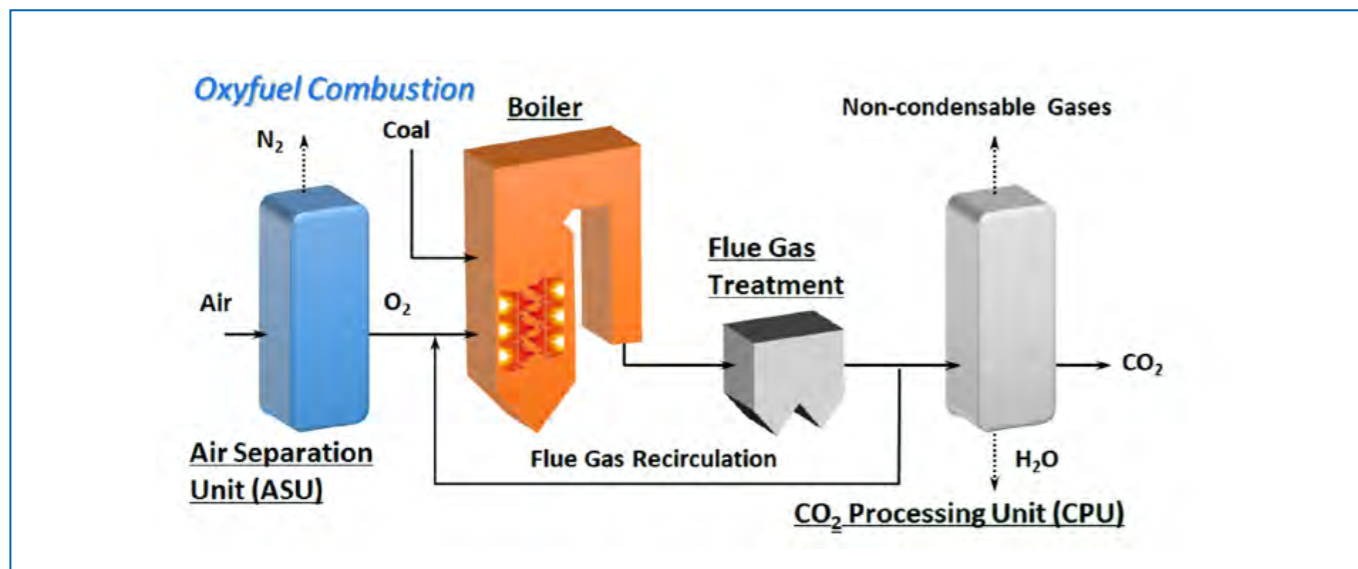 Oxyfuel Combustion
N₂
Coal
Boiler
Non-condensable Gases
Air
O₂
Flue Gas
Treatment
CO₂
Air Separation
Unit (ASU)
Flue Gas Recirculation
H₂O
CO₂ Processing Unit (CPU)